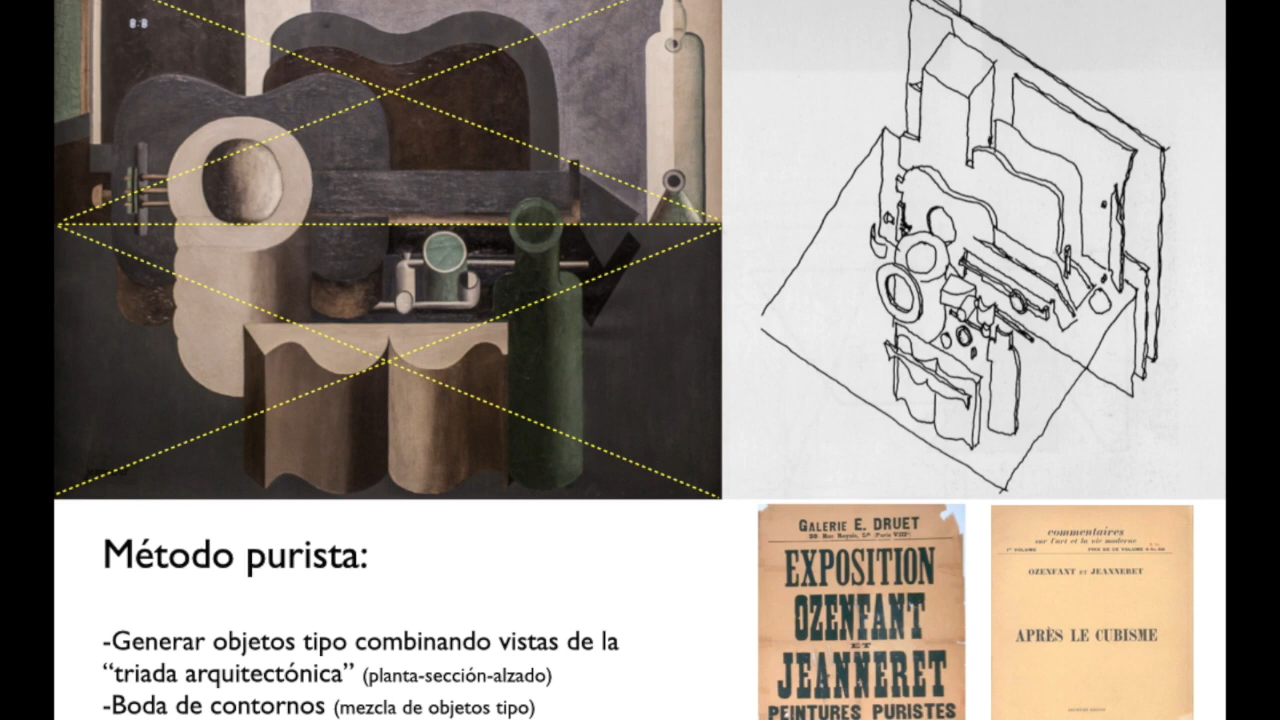 Método purista:
-Generar objetos tipo combinando vistas de la
“triada arquitectónica” (planta-sección-alzado)
-Boda de contornos (mezcla de objetos tipo)
GALERIE E. DRUET
EXPOSITION
OZENFANT
ET
JEANNERET
PEINTURES PURISTES
commentaires
sur l'art et la vie moderne
1er VOLUME
OZENFANT ET JEANNERET
APRÈS LE CUBISME